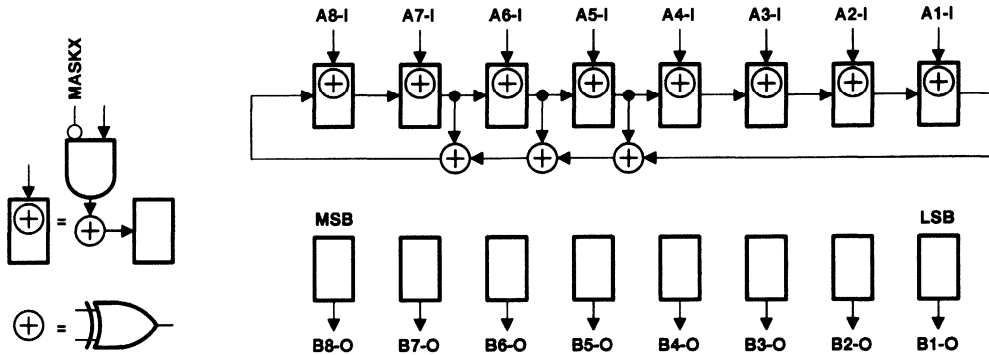 A8-I A7-I A6-I A5-I A4-I A3-I A2-I A1-I
MASKX
=
=
MSB LSB
B8-O B7-O B6-O B5-O B4-O B3-O B2-O B1-O